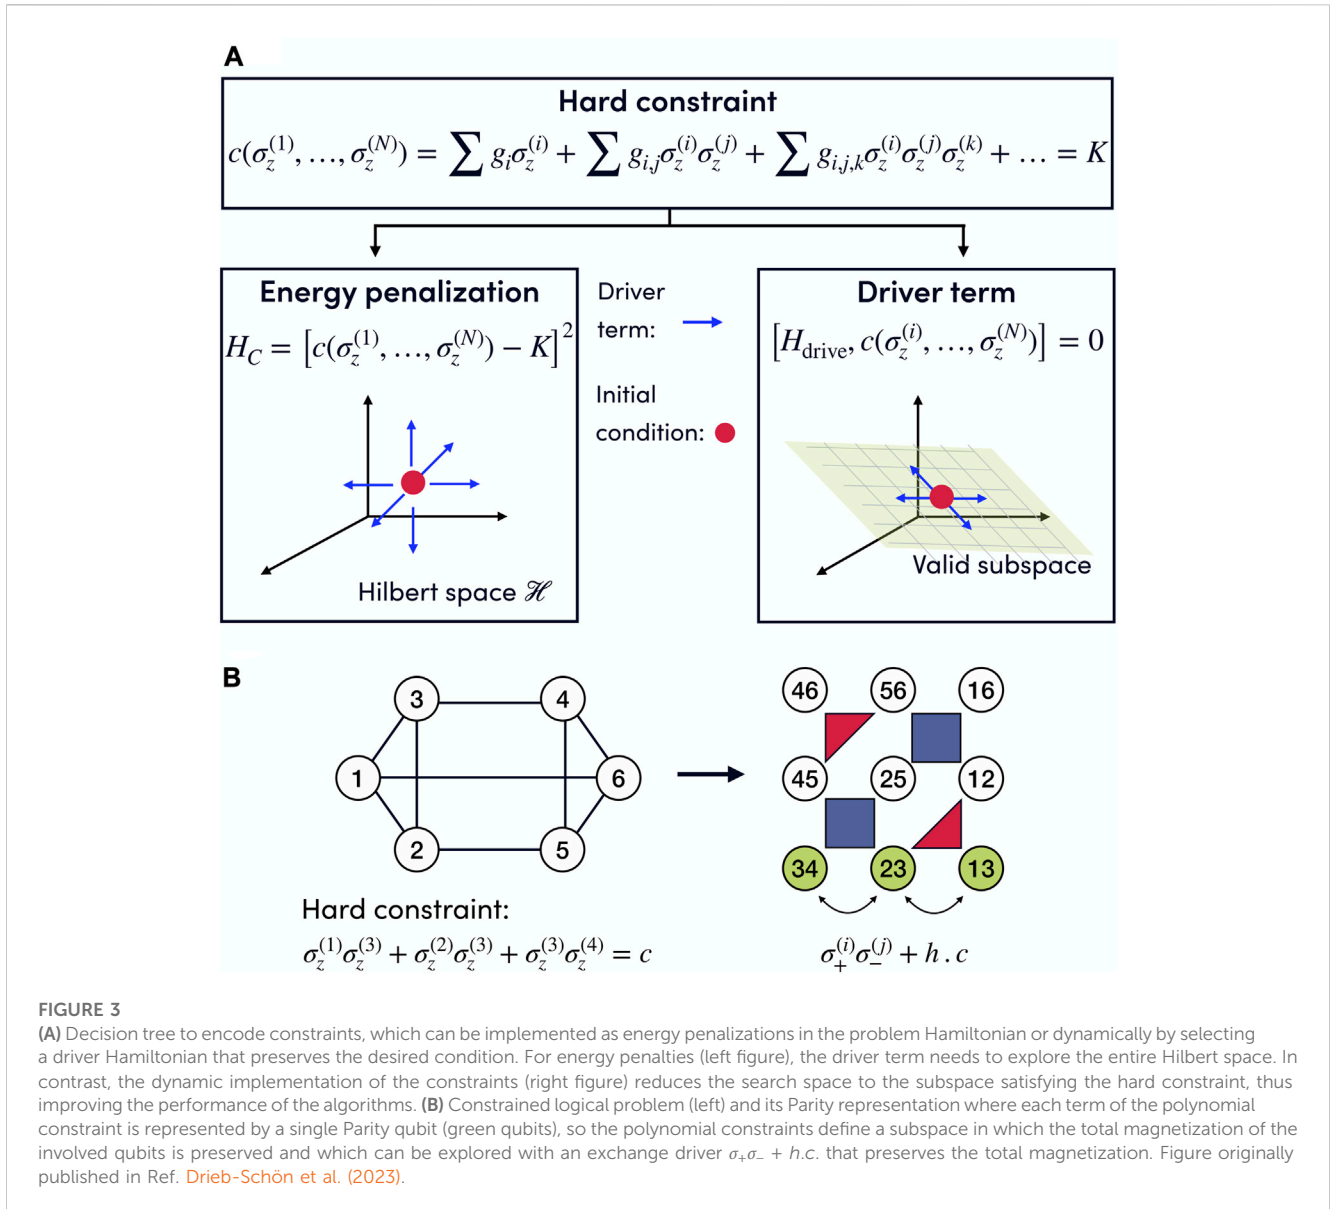 A
Hard constraint
c(σ_z^(1), …, σ_z^(N)) = ∑ g_i σ_z^(i) + ∑ g_{i,j} σ_z^(i) σ_z^(j) + ∑ g_{i,j,k} σ_z^(i) σ_z^(j) σ_z^(k) + … = K
Energy penalization
H_C = [c(σ_z^(1), …, σ_z^(N)) − K]^2
Hilbert space ℋ
Driver
term:
Initial
condition:
Driver term
[H_drive, c(σ_z^(i), …, σ_z^(N))] = 0
Valid subspace
B
3 4
1 6
2 5
Hard constraint:
σ_z^(1) σ_z^(3) + σ_z^(2) σ_z^(3) + σ_z^(3) σ_z^(4) = c
46 56 16
45 25 12
34 23 13
σ_+^(i) σ_−^(j) + h . c
FIGURE 3
(A) Decision tree to encode constraints, which can be implemented as energy penalizations in the problem Hamiltonian or dynamically by selecting
a driver Hamiltonian that preserves the desired condition. For energy penalties (left figure), the driver term needs to explore the entire Hilbert space. In
contrast, the dynamic implementation of the constraints (right figure) reduces the search space to the subspace satisfying the hard constraint, thus
improving the performance of the algorithms. (B) Constrained logical problem (left) and its Parity representation where each term of the polynomial
constraint is represented by a single Parity qubit (green qubits), so the polynomial constraints define a subspace in which the total magnetization of the
involved qubits is preserved and which can be explored with an exchange driver σ₊σ₋ + h.c. that preserves the total magnetization. Figure originally
published in Ref. Drieb-Schön et al. (2023).